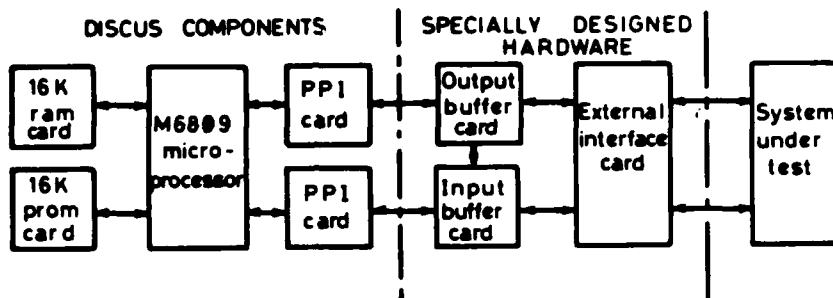 DISCUS COMPONENTS
SPECIALLY DESIGNED
HARDWARE
16K
ram
card
M6809
micro-
processor
PPI
card
Output
buffer
card
External
interface
card
System
under
test
16K
prom
card
PPI
card
Input
buffer
card